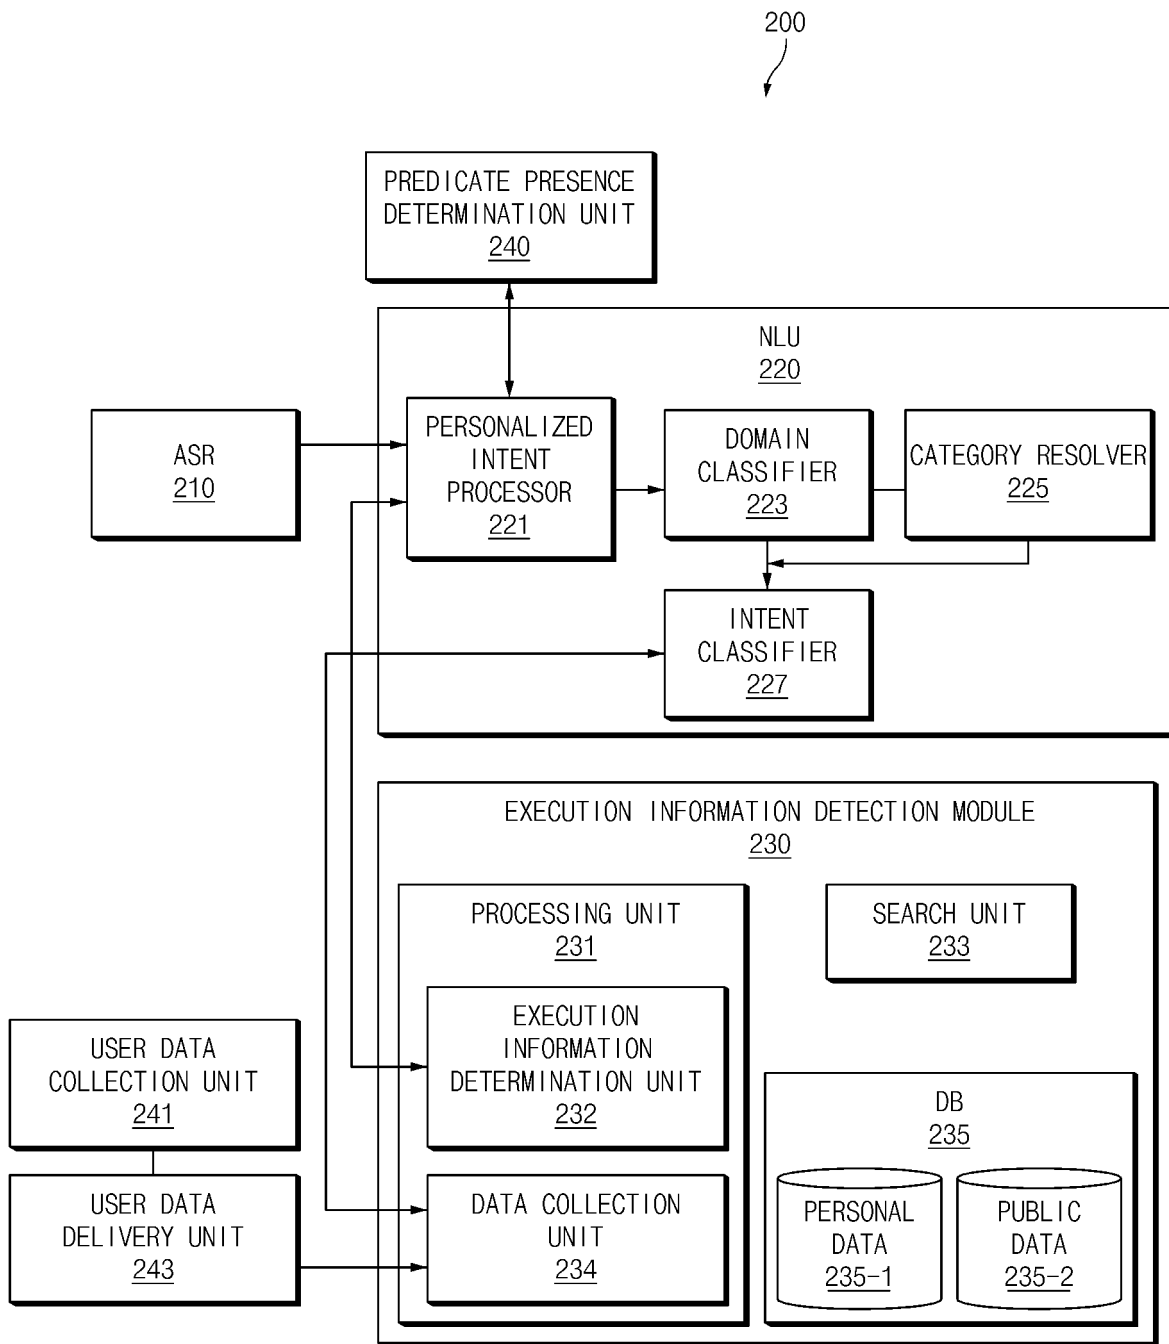 200
PREDICATE PRESENCE
DETERMINATION UNIT
240
NLU
220
ASR
210
PERSONALIZED
INTENT
PROCESSOR
221
DOMAIN
CLASSIFIER
223
CATEGORY RESOLVER
225
INTENT
CLASSIFIER
227
EXECUTION INFORMATION DETECTION MODULE
230
PROCESSING UNIT
231
SEARCH UNIT
233
EXECUTION
INFORMATION
DETERMINATION UNIT
232
USER DATA
COLLECTION UNIT
241
DB
235
USER DATA
DELIVERY UNIT
243
DATA COLLECTION
UNIT
234
PERSONAL
DATA
235-1
PUBLIC
DATA
235-2